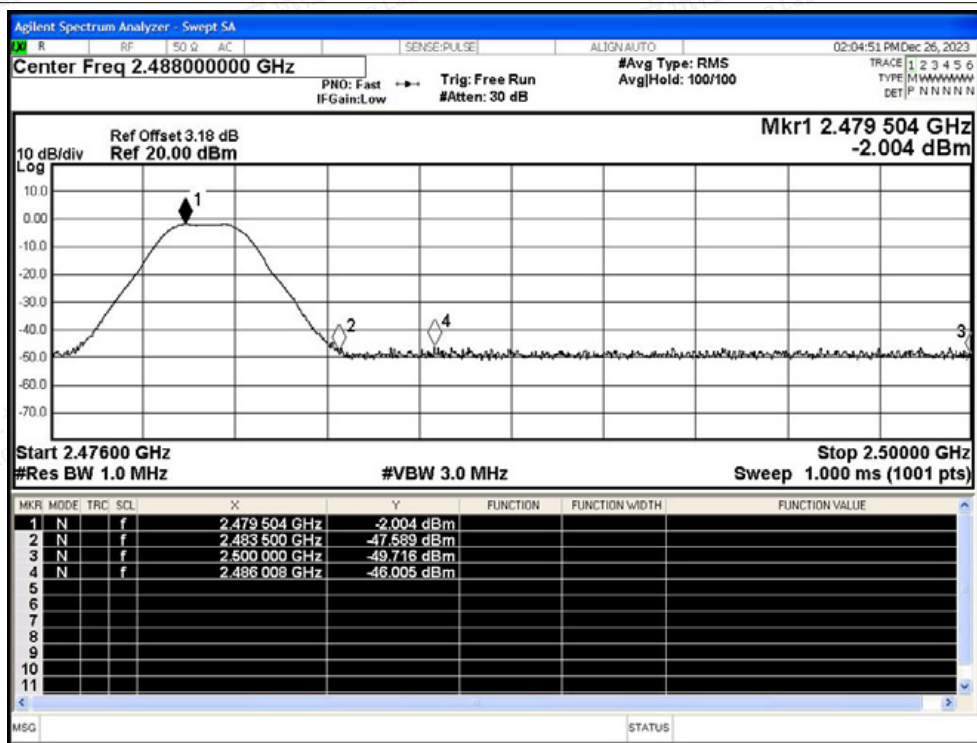 Agilent Spectrum Analyzer - Swept SA
R RF 50 Ω AC SENSE:PULSE ALIGNAUTO 02:04:51 PM Dec 26, 2023
Center Freq 2.488000000 GHz
PNO: Fast
IFGain:Low
Trig: Free Run
#Atten: 30 dB
#Avg Type: RMS
Avg|Hold: 100/100
TRACE 1 2 3 4 5 6
TYPE MWWWWW
DET P N N N N N
Mkr1 2.479 504 GHz
-2.004 dBm
Ref Offset 3.18 dB
10 dB/div Ref 20.00 dBm
Log
10.0
0.00
-10.0
-20.0
-30.0
-40.0
-50.0
-60.0
-70.0
1
2
4
3
Start 2.47600 GHz Stop 2.50000 GHz
#Res BW 1.0 MHz #VBW 3.0 MHz Sweep 1.000 ms (1001 pts)
MKR MODE TRC SCL X Y FUNCTION FUNCTION WIDTH FUNCTION VALUE
1 N f 2.479 504 GHz -2.004 dBm
2 N f 2.483 500 GHz -47.589 dBm
3 N f 2.500 000 GHz -49.716 dBm
4 N f 2.486 008 GHz -46.005 dBm
5
6
7
8
9
10
11
MSG STATUS